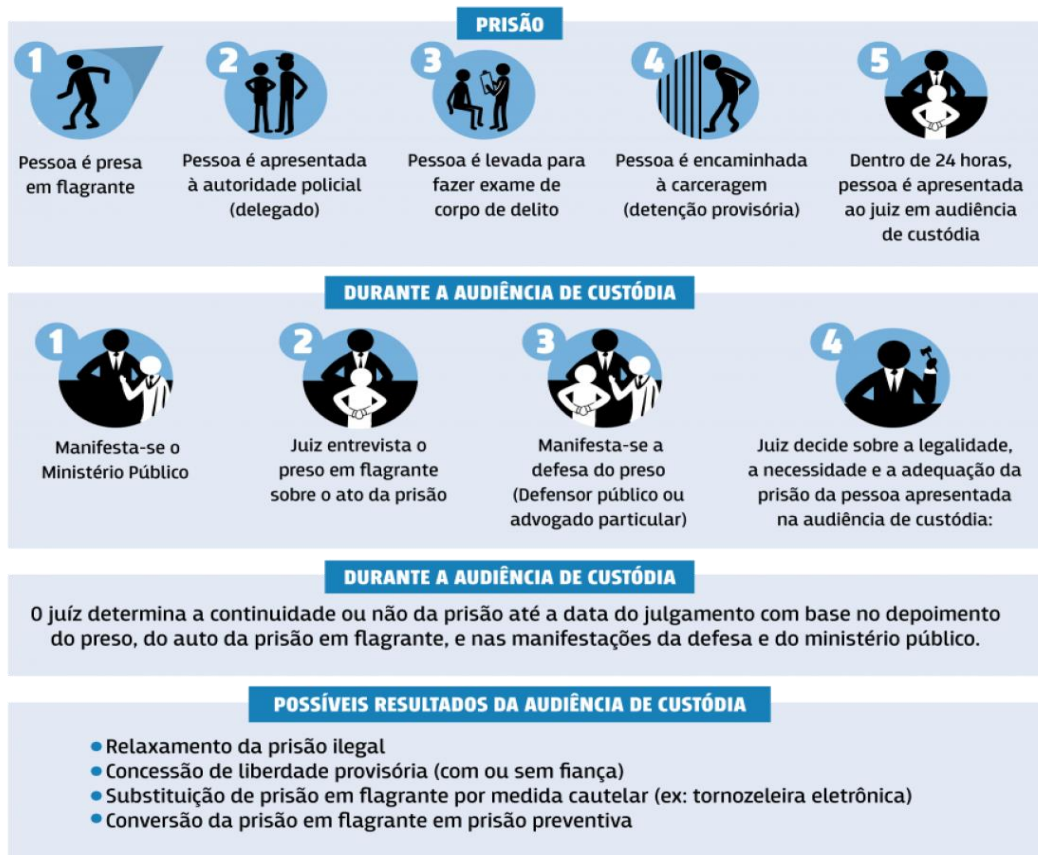 PRISÃO
1
Pessoa é presa
em flagrante
2
Pessoa é apresentada
à autoridade policial
(delegado)
3
Pessoa é levada para
fazer exame de
corpo de delito
4
Pessoa é encaminhada
à carceragem
(detenção provisória)
5
Dentro de 24 horas,
pessoa é apresentada
ao juiz em audiência
de custódia
DURANTE A AUDIÊNCIA DE CUSTÓDIA
1
Manifesta-se o
Ministério Público
2
Juiz entrevista o
preso em flagrante
sobre o ato da prisão
3
Manifesta-se a
defesa do preso
(Defensor público ou
advogado particular)
4
Juiz decide sobre a legalidade,
a necessidade e a adequação da
prisão da pessoa apresentada
na audiência de custódia:
DURANTE A AUDIÊNCIA DE CUSTÓDIA
O juíz determina a continuidade ou não da prisão até a data do julgamento com base no depoimento
do preso, do auto da prisão em flagrante, e nas manifestações da defesa e do ministério público.
POSSÍVEIS RESULTADOS DA AUDIÊNCIA DE CUSTÓDIA
• Relaxamento da prisão ilegal
• Concessão de liberdade provisória (com ou sem fiança)
• Substituição de prisão em flagrante por medida cautelar (ex: tornozeleira eletrônica)
• Conversão da prisão em flagrante em prisão preventiva